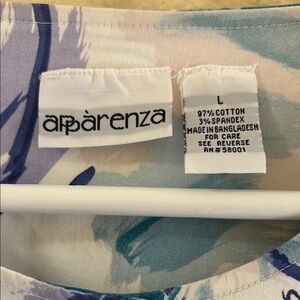 appàrenza
L
97% COTTON
3% SPANDEX
MADE IN BANGLADESH
FOR CARE
SEE REVERSE
RN# 58001